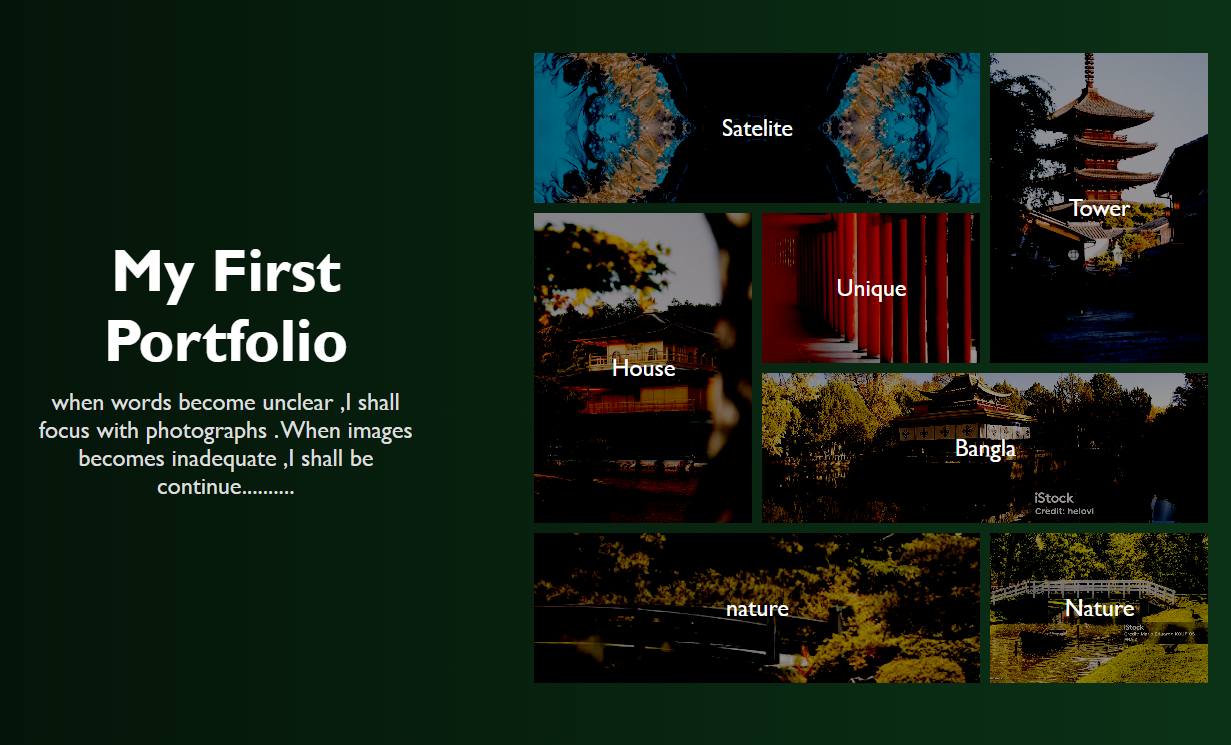 My First
Portfolio
when words become unclear ,I shall
focus with photographs .When images
becomes inadequate ,I shall be
continue..........
Satelite
Tower
House
Unique
Bangla
iStock
Credit: helovi
nature
Nature
iStock